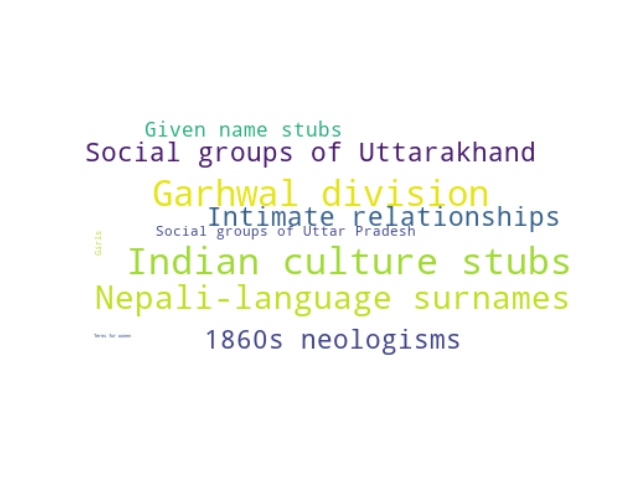 Given name stubs
Social groups of Uttarakhand
Garhwal division
Intimate relationships
Social groups of Uttar Pradesh
Girls
Indian culture stubs
Nepali-language surnames
Terms for women
1860s neologisms